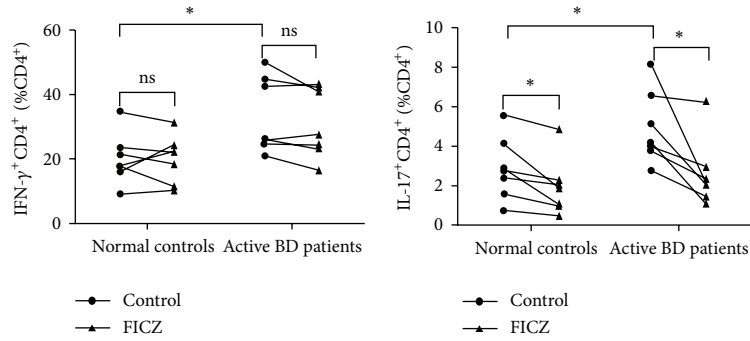 IFN-γ⁺CD4⁺ (%CD4⁺)
60
40
20
0
*
ns
ns
Normal controls
Active BD patients
Control
FICZ
IL-17⁺CD4⁺ (%CD4⁺)
10
8
6
4
2
0
*
*
*
Normal controls
Active BD patients
Control
FICZ